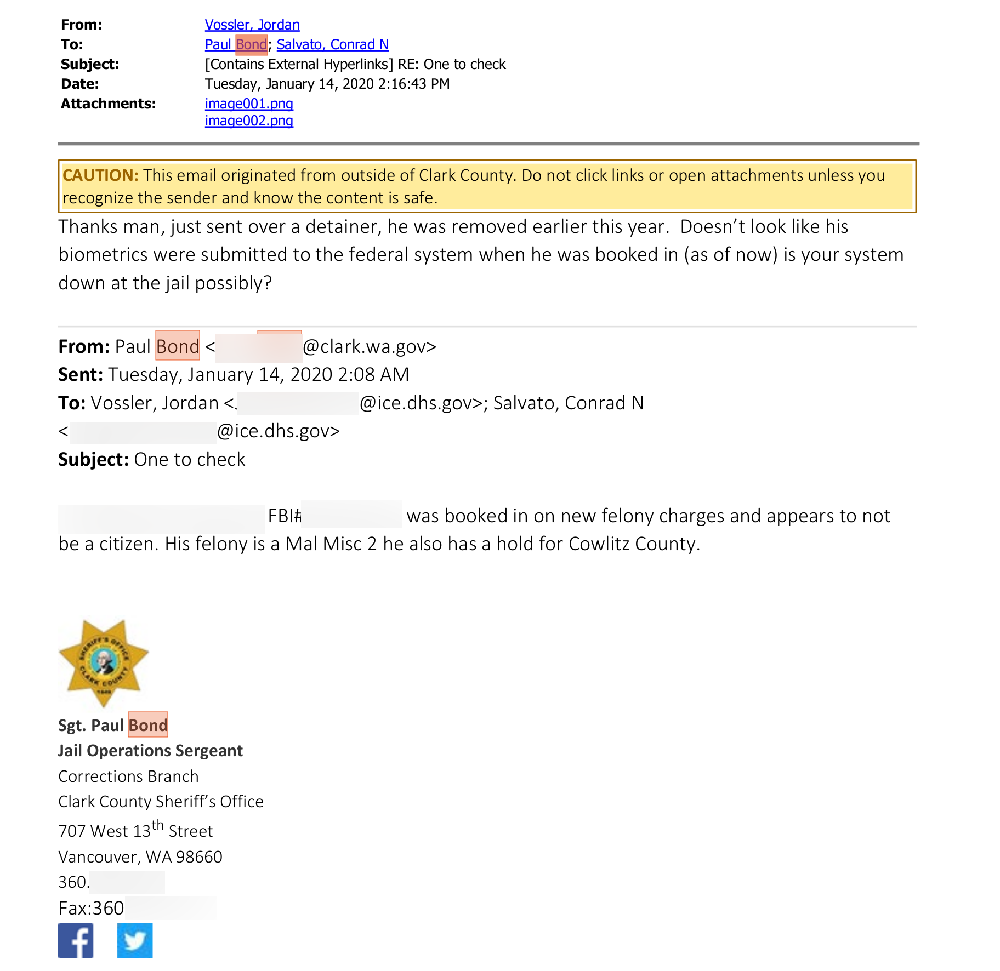 From: Vossler, Jordan
To: Paul Bond; Salvato, Conrad N
Subject: [Contains External Hyperlinks] RE: One to check
Date: Tuesday, January 14, 2020 2:16:43 PM
Attachments: image001.png
image002.png
CAUTION: This email originated from outside of Clark County. Do not click links or open attachments unless you
recognize the sender and know the content is safe.
Thanks man, just sent over a detainer, he was removed earlier this year.  Doesn’t look like his
biometrics were submitted to the federal system when he was booked in (as of now) is your system
down at the jail possibly?
From: Paul Bond < @clark.wa.gov>
Sent: Tuesday, January 14, 2020 2:08 AM
To: Vossler, Jordan < @ice.dhs.gov>; Salvato, Conrad N
< @ice.dhs.gov>
Subject: One to check
FBI# was booked in on new felony charges and appears to not
be a citizen. His felony is a Mal Misc 2 he also has a hold for Cowlitz County.
SHERIFF'S OFFICE
CLARK COUNTY
1849
Sgt. Paul Bond
Jail Operations Sergeant
Corrections Branch
Clark County Sheriff’s Office
707 West 13th Street
Vancouver, WA 98660
360.
Fax:360